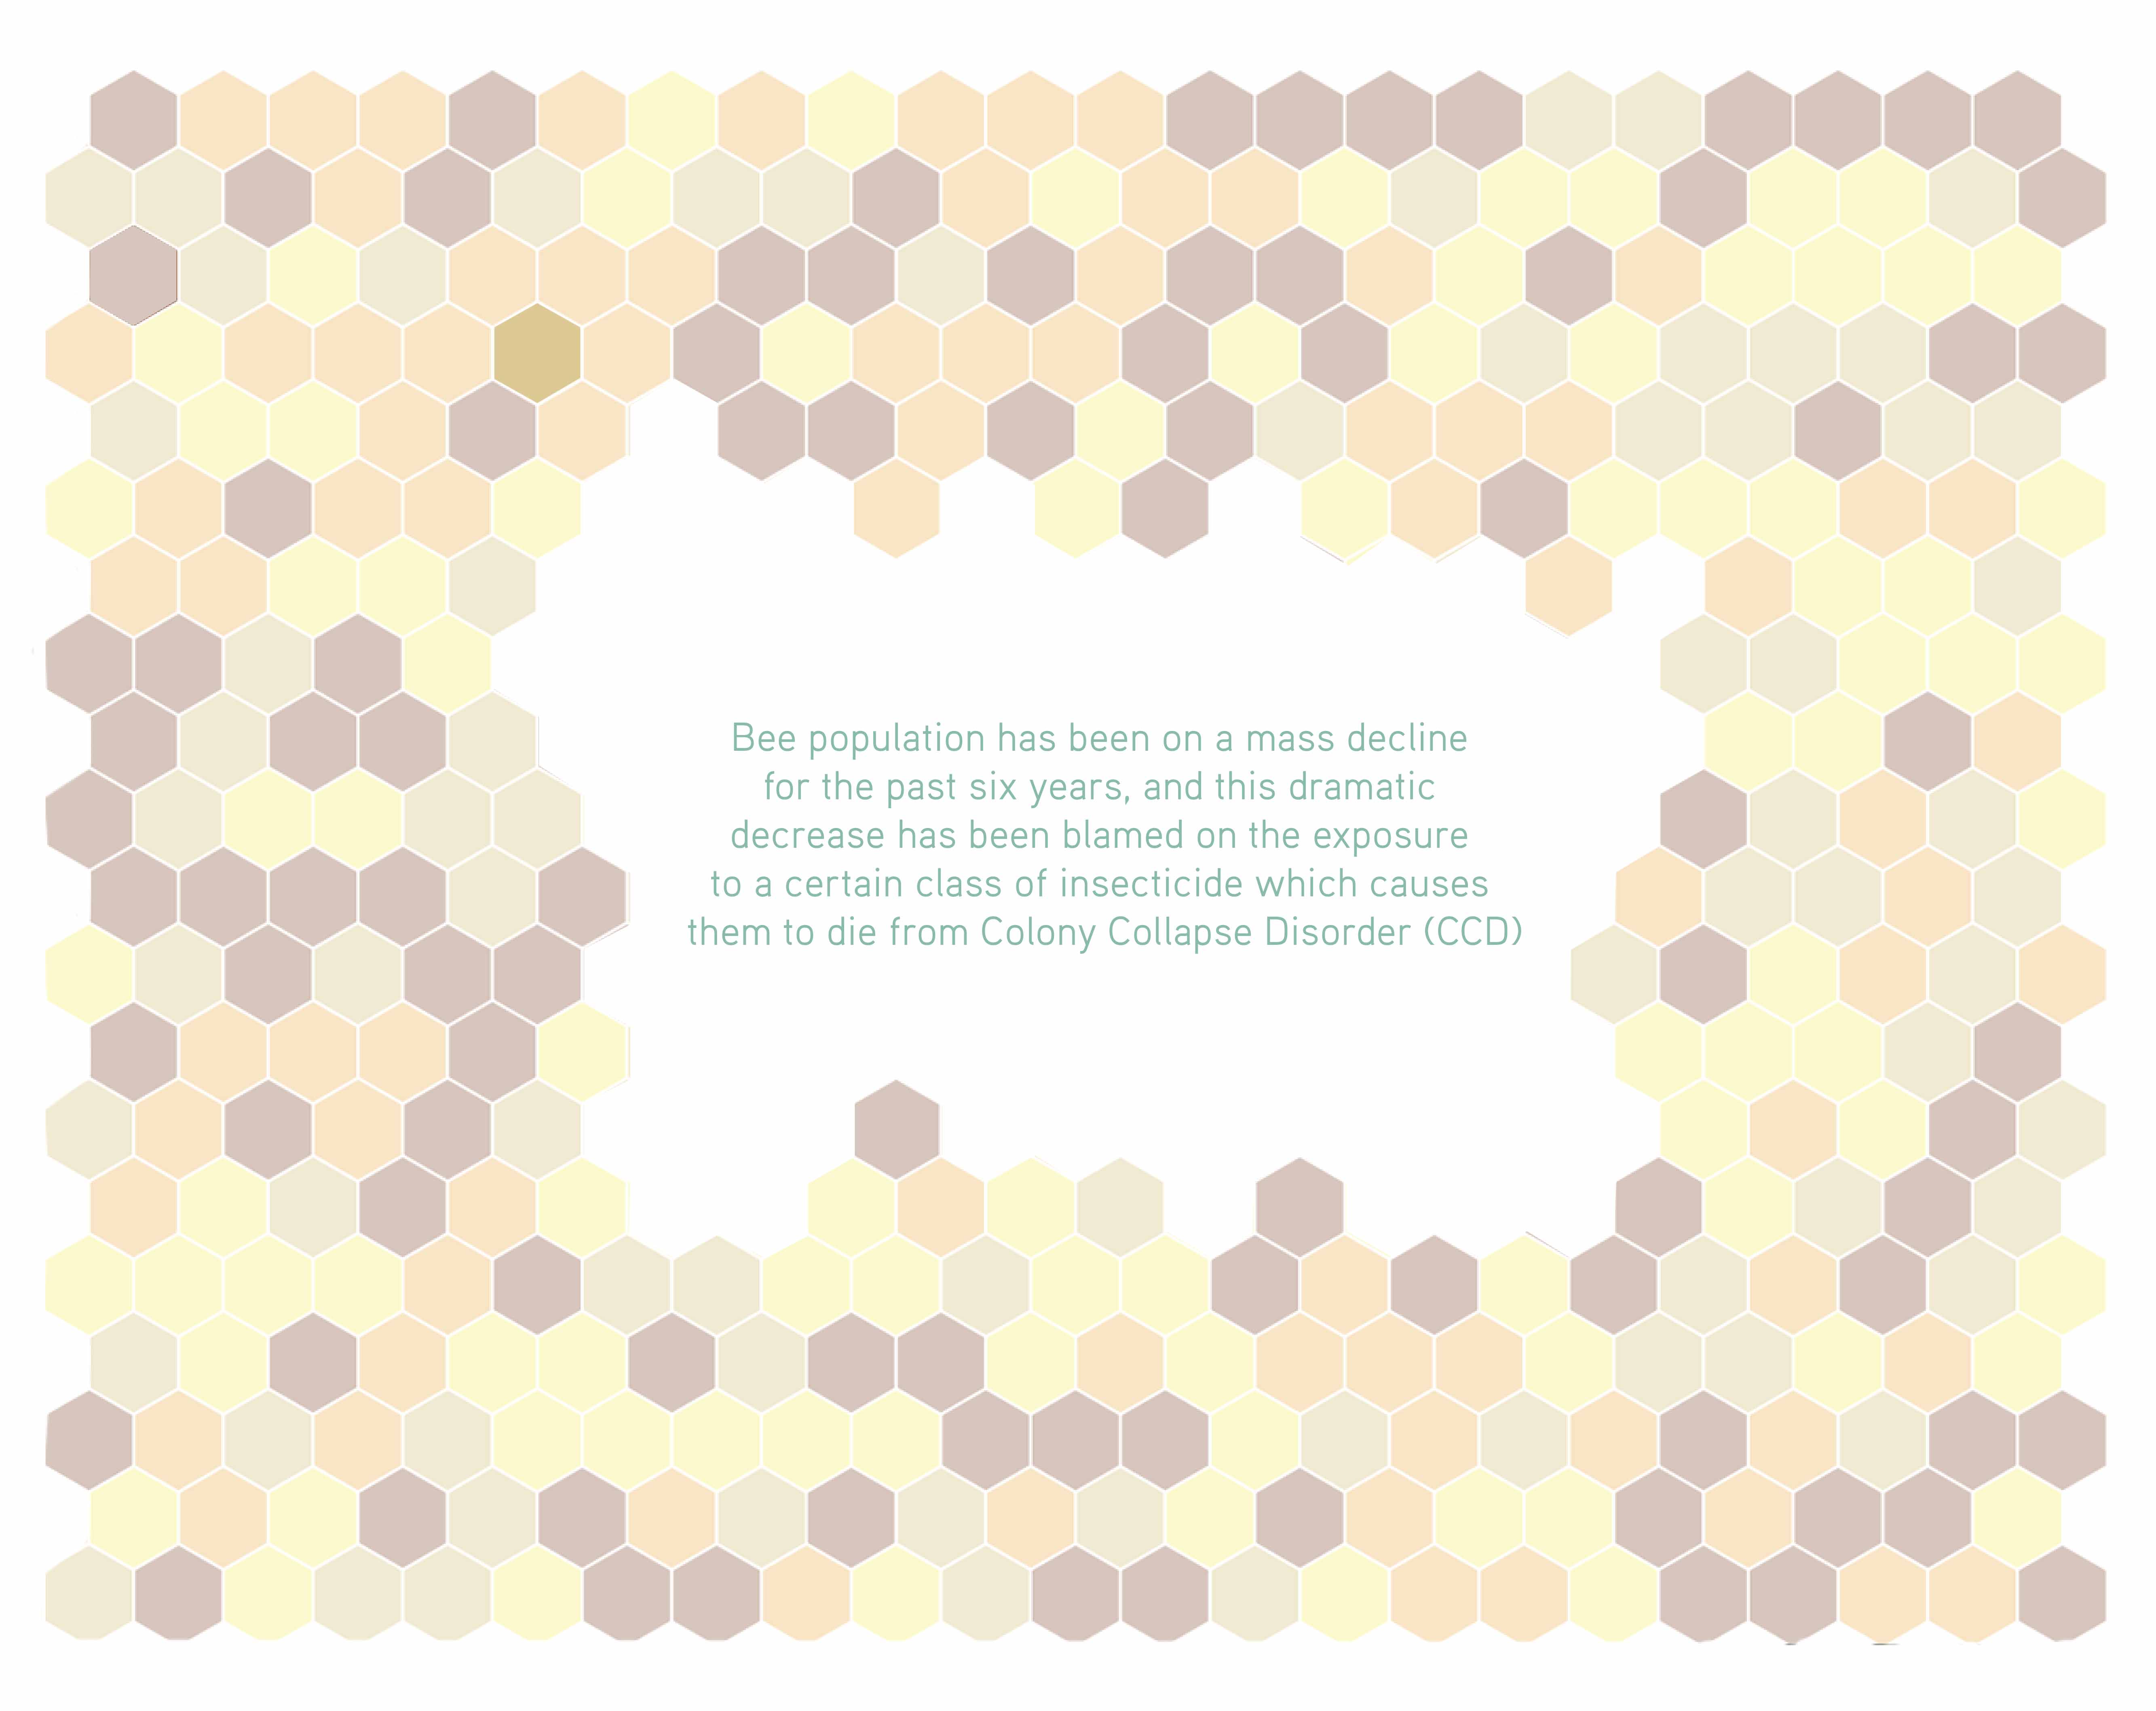 Bee population has been on a mass decline
for the past six years, and this dramatic
decrease has been blamed on the exposure
to a certain class of insecticide which causes
them to die from Colony Collapse Disorder (CCD)